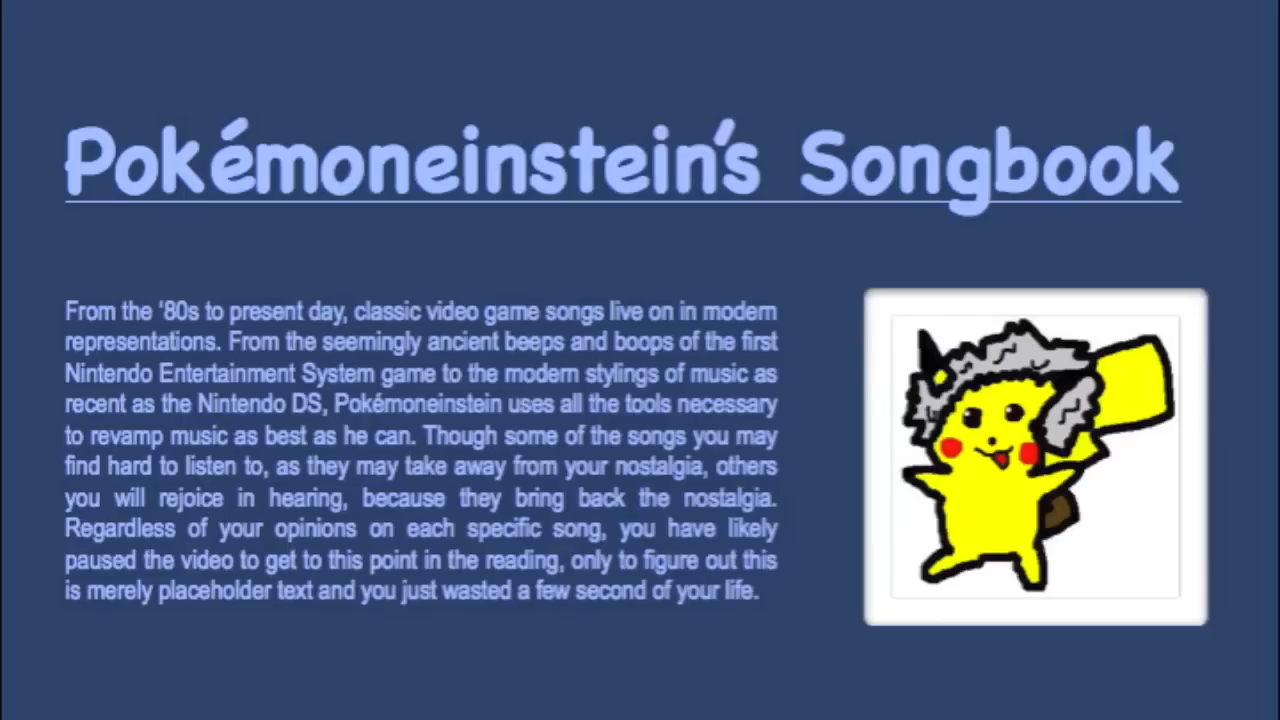 Pokémoneinstein's Songbook
From the '80s to present day, classic video game songs live on in modern
representations. From the seemingly ancient beeps and boops of the first
Nintendo Entertainment System game to the modern stylings of music as
recent as the Nintendo DS, Pokémoneinstein uses all the tools necessary
to revamp music as best as he can. Though some of the songs you may
find hard to listen to, as they may take away from your nostalgia, others
you will rejoice in hearing, because they bring back the nostalgia.
Regardless of your opinions on each specific song, you have likely
paused the video to get to this point in the reading, only to figure out this
is merely placeholder text and you just wasted a few second of your life.